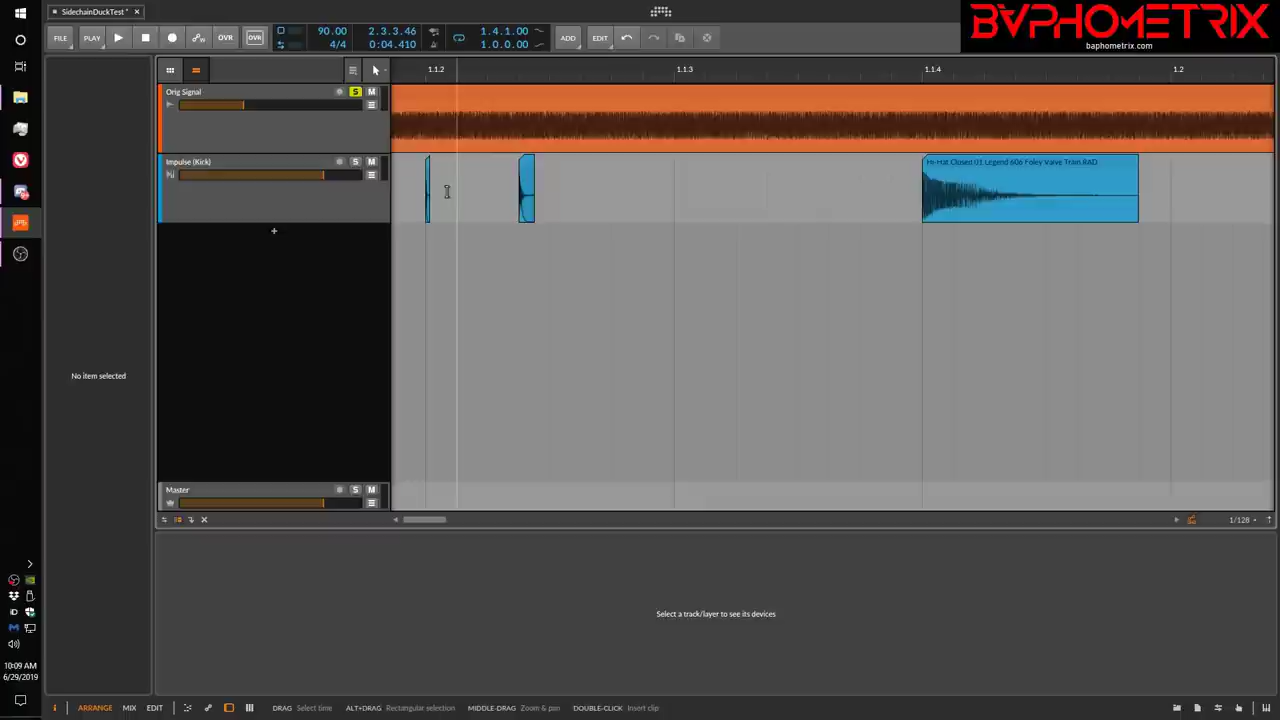 SidechainDuckTest *
BAPHOMETRIX
baphometrix.com
FILE
PLAY
OVR
OVR
90.00
4/4
2.3.3.46
0:04.410
1.4.1.00
1.0.0.00
ADD
EDIT
1.1.2
1.1.3
1.1.4
1.2
Orig Signal
S
M
Impulse (Kick)
S
M
Hi-Hat Closed 01 Legend 606 Foley Varve Train RAD
No item selected
Master
S
M
1/128
Select a track/layer to see its devices
10:09 AM
6/29/2019
ARRANGE
MIX
EDIT
DRAG Select time
ALT+DRAG Rectangular selection
MIDDLE-DRAG Zoom & pan
DOUBLE-CLICK Insert clip